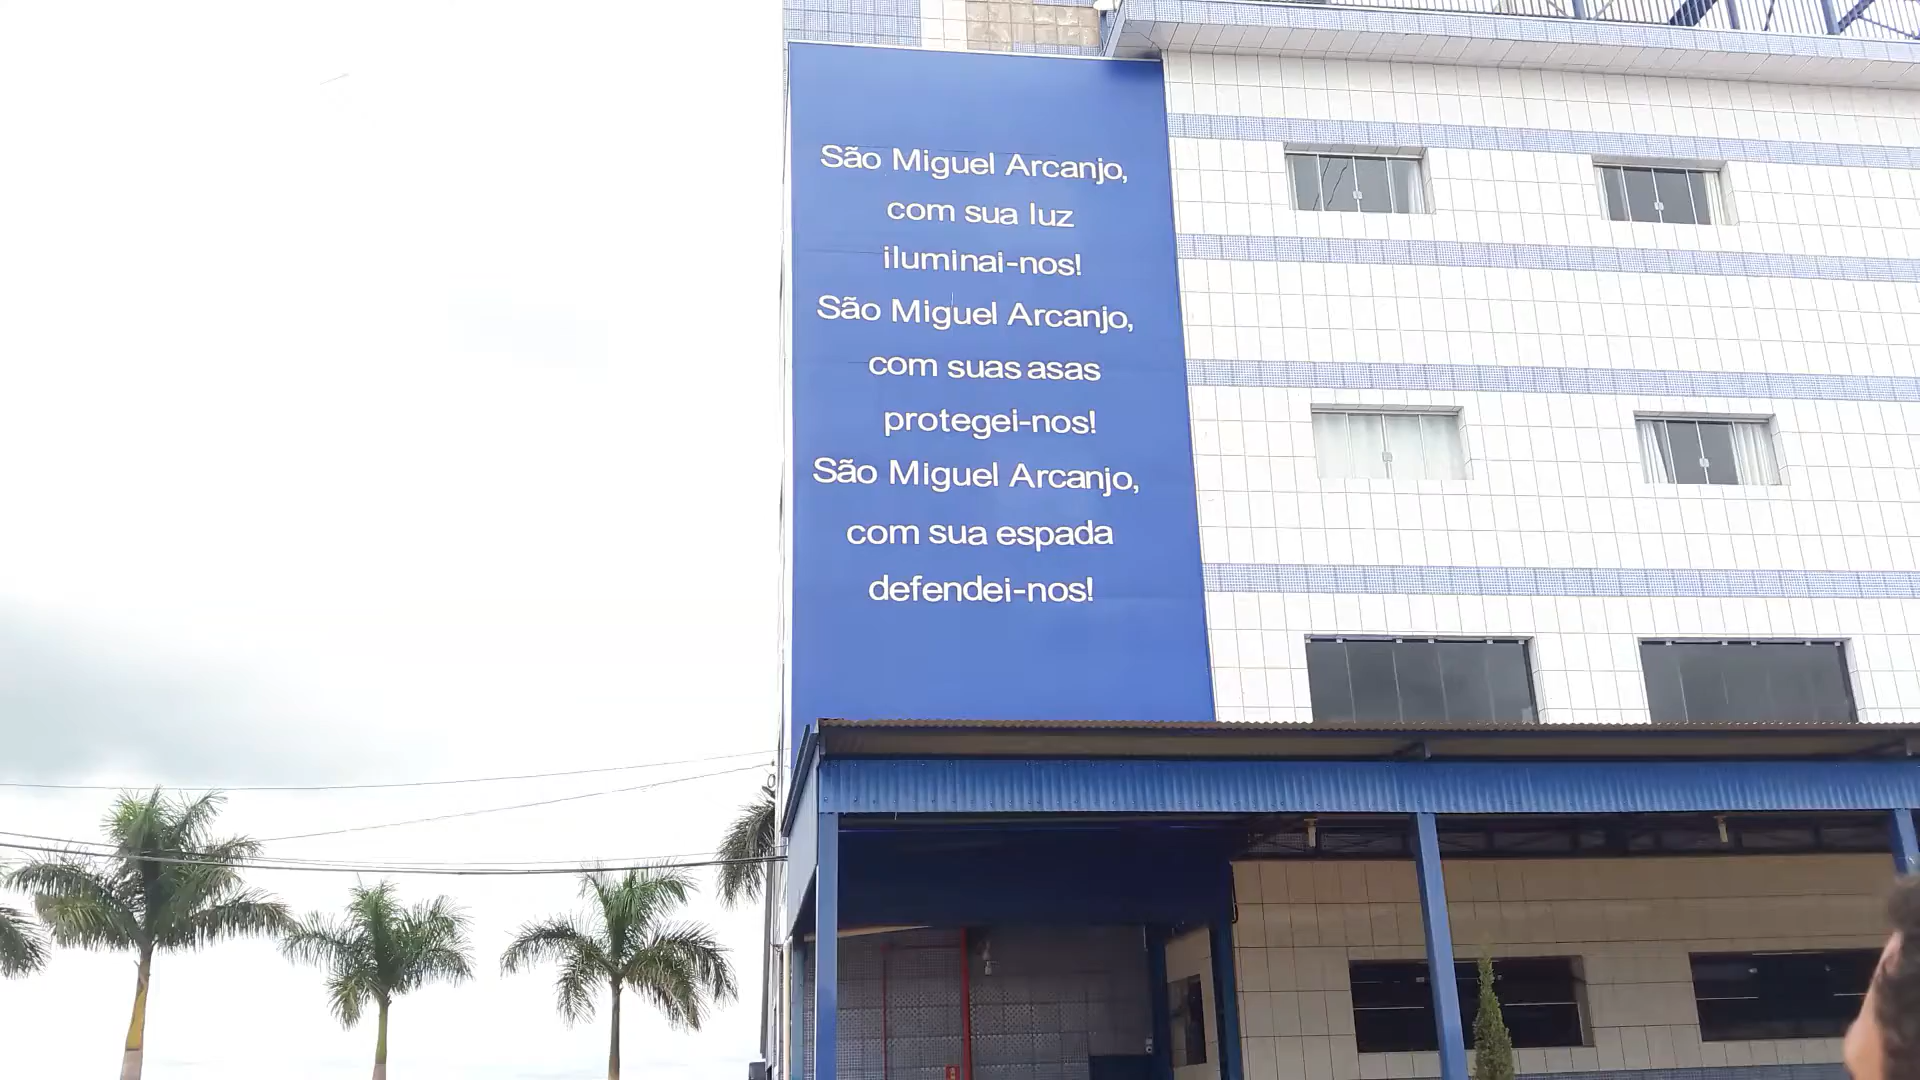 São Miguel Arcanjo,
com sua luz
iluminai-nos!
São Miguel Arcanjo,
com suas asas
protegei-nos!
São Miguel Arcanjo,
com sua espada
defendei-nos!